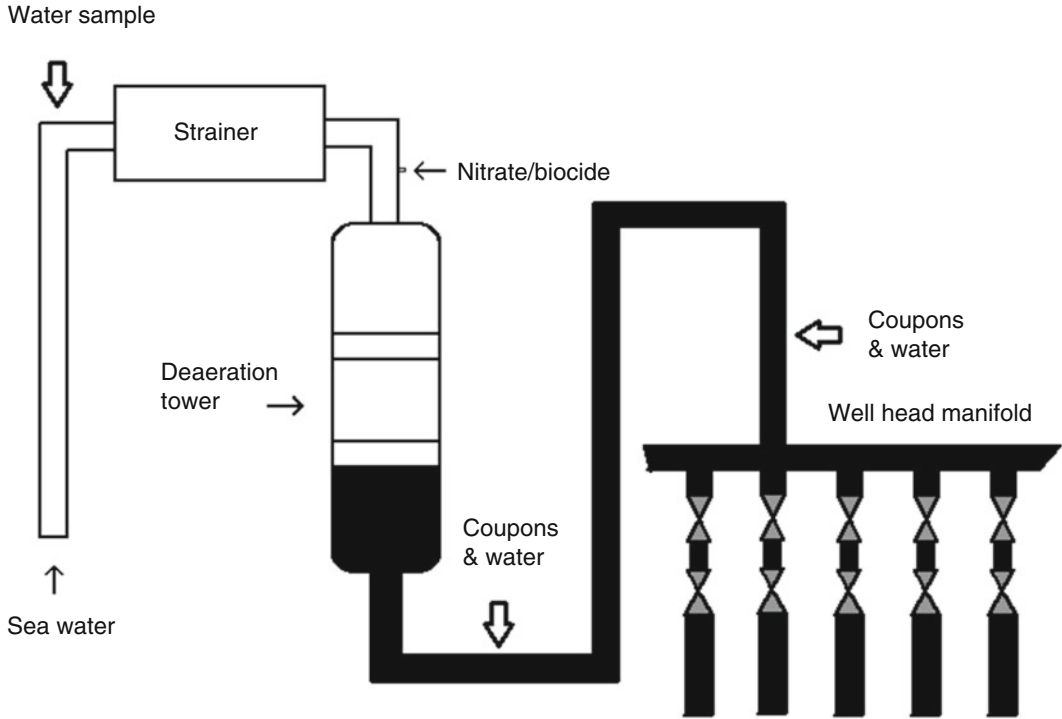 Water sample
Strainer
Nitrate/biocide
Deaeration
tower
Coupons
& water
Well head manifold
Coupons
& water
Sea water